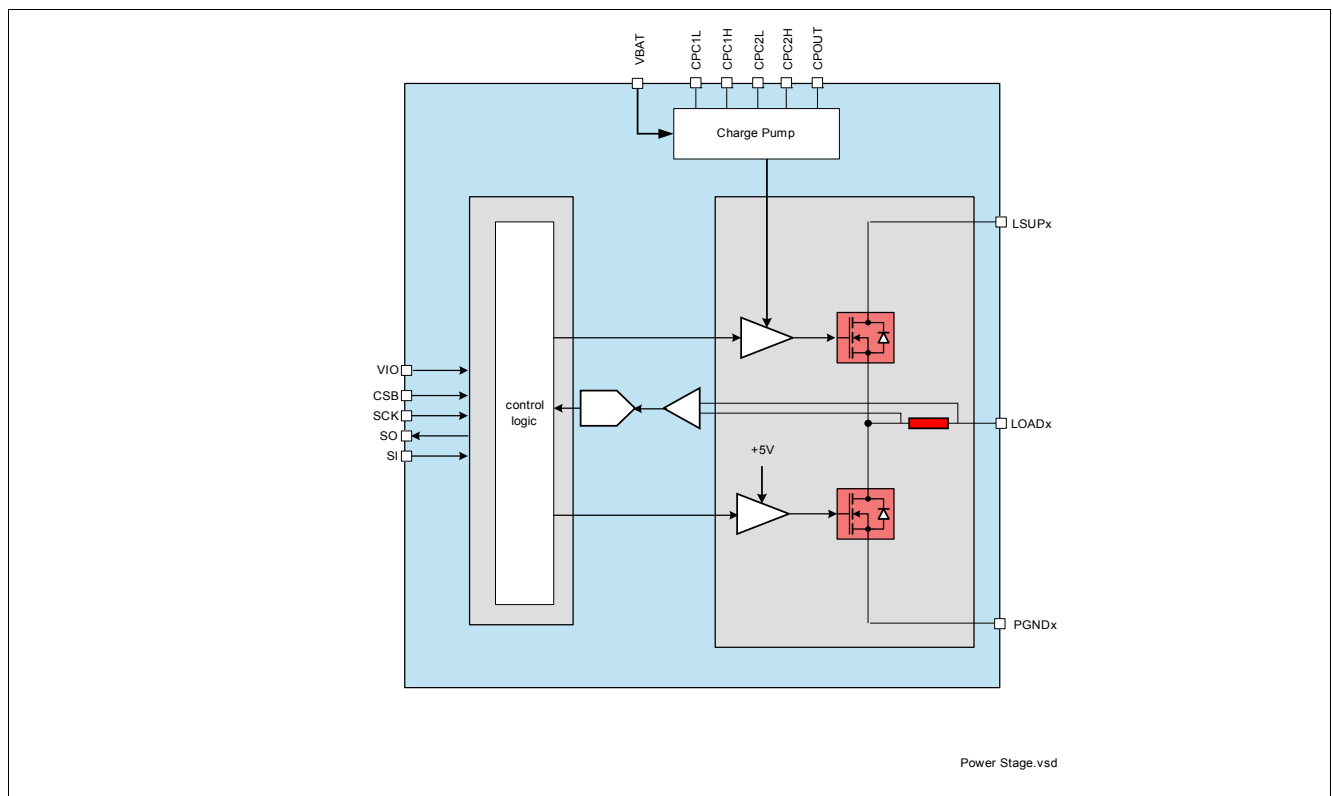 VBAT
CPC1L
CPC1H
CPC2L
CPC2H
CPOUT
Charge Pump
LSUPx
VIO
CSB
SCK
SO
SI
control
logic
LOADx
+5V
PGNDx
Power Stage.vsd